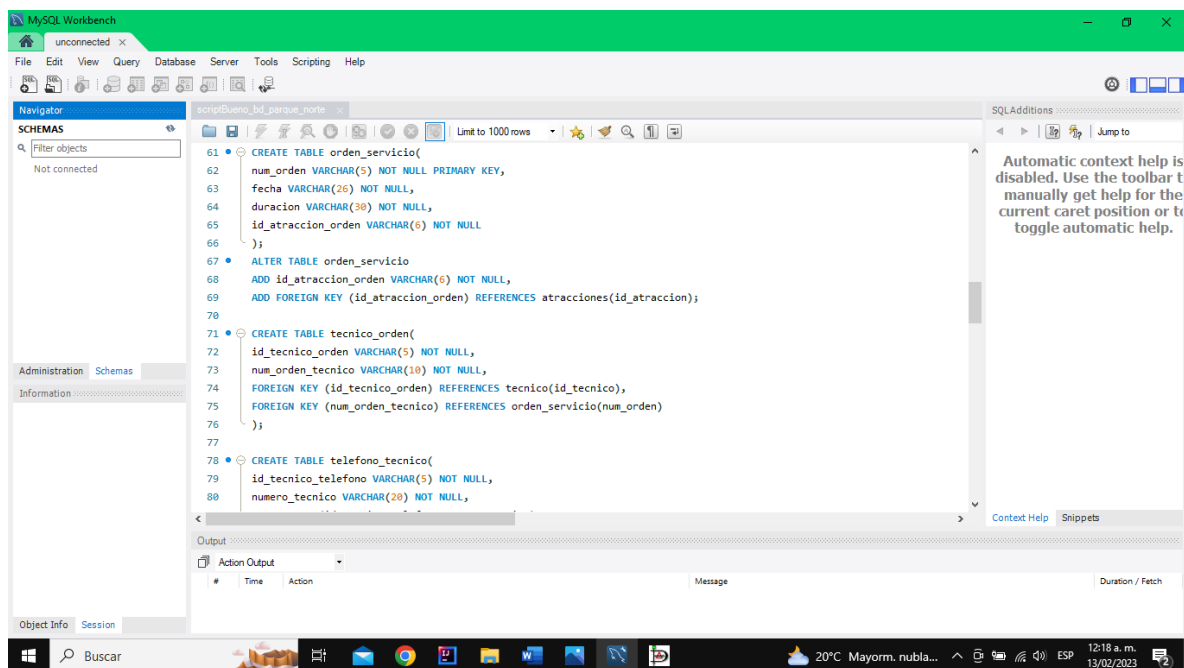 MySQL Workbench
unconnected ×
File Edit View Query Database Server Tools Scripting Help
Navigator
SCHEMAS
Filter objects
Not connected
Administration Schemas
Information
Object Info Session
scriptBueno_bd_parque_norte ×
Limit to 1000 rows
61 CREATE TABLE orden_servicio(
62 num_orden VARCHAR(5) NOT NULL PRIMARY KEY,
63 fecha VARCHAR(26) NOT NULL,
64 duracion VARCHAR(30) NOT NULL,
65 id_atraccion_orden VARCHAR(6) NOT NULL
66 );
67 ALTER TABLE orden_servicio
68 ADD id_atraccion_orden VARCHAR(6) NOT NULL,
69 ADD FOREIGN KEY (id_atraccion_orden) REFERENCES atracciones(id_atraccion);
70
71 CREATE TABLE tecnico_orden(
72 id_tecnico_orden VARCHAR(5) NOT NULL,
73 num_orden_tecnico VARCHAR(10) NOT NULL,
74 FOREIGN KEY (id_tecnico_orden) REFERENCES tecnico(id_tecnico),
75 FOREIGN KEY (num_orden_tecnico) REFERENCES orden_servicio(num_orden)
76 );
77
78 CREATE TABLE telefono_tecnico(
79 id_tecnico_telefono VARCHAR(5) NOT NULL,
80 numero_tecnico VARCHAR(20) NOT NULL,
SQLAdditions
Jump to
Automatic context help is
disabled. Use the toolbar t
manually get help for the
current caret position or to
toggle automatic help.
Context Help Snippets
Output
Action Output
# Time Action Message Duration / Fetch
Buscar
20°C Mayorm. nubla... ESP
12:18 a. m.
13/02/2023
2